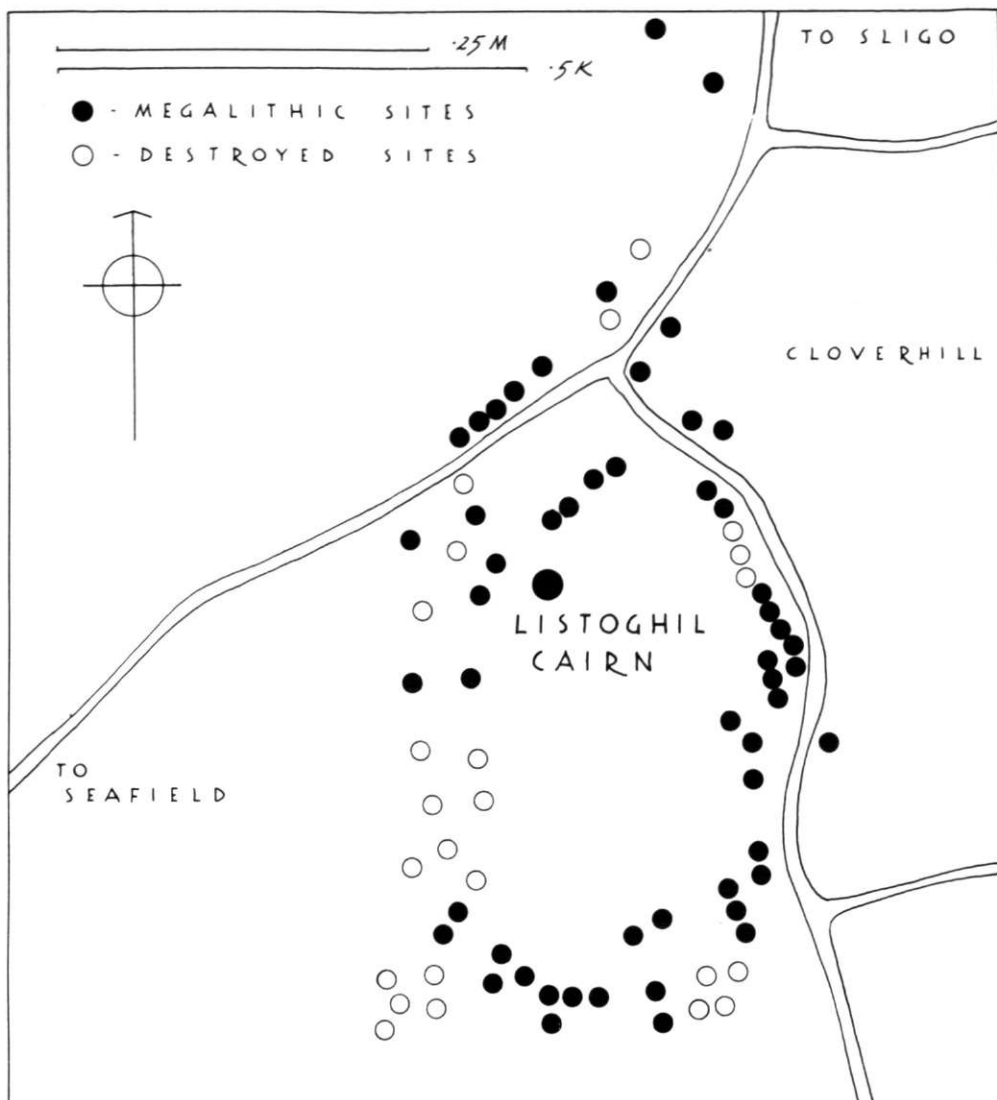 .25 M
TO SLIGO
.5 K
- MEGALITHIC SITES
- DESTROYED SITES
CLOVERHILL
LISTOGHIL
CAIRN
TO
SEAFIELD